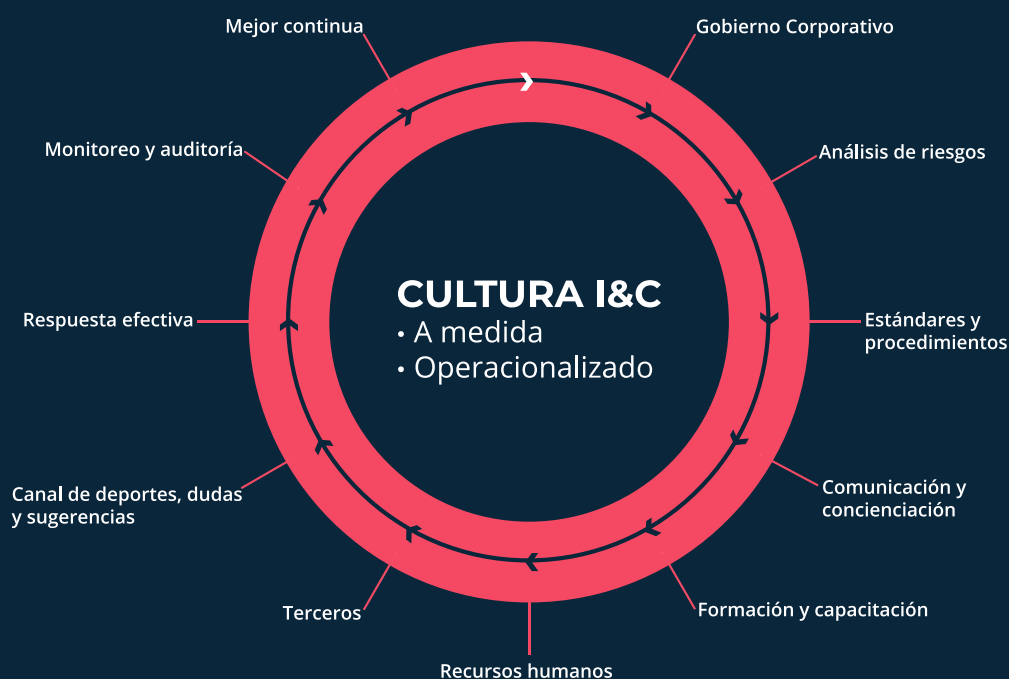 Mejor continua
Gobierno Corporativo
Monitoreo y auditoría
Análisis de riesgos
CULTURA I&C
• A medida
• Operacionalizado
Respuesta efectiva
Estándares y
procedimientos
Canal de deportes, dudas
y sugerencias
Comunicación y
concienciación
Terceros
Formación y capacitación
Recursos humanos